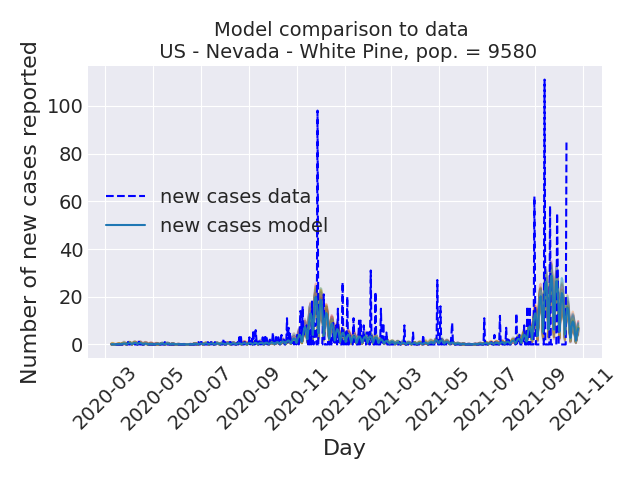 Model comparison to data
US - Nevada - White Pine, pop. = 9580
Number of new cases reported
100
80
60
40
20
0
new cases data
new cases model
2020-03
2020-05
2020-07
2020-09
2020-11
2021-01
2021-03
2021-05
2021-07
2021-09
2021-11
Day